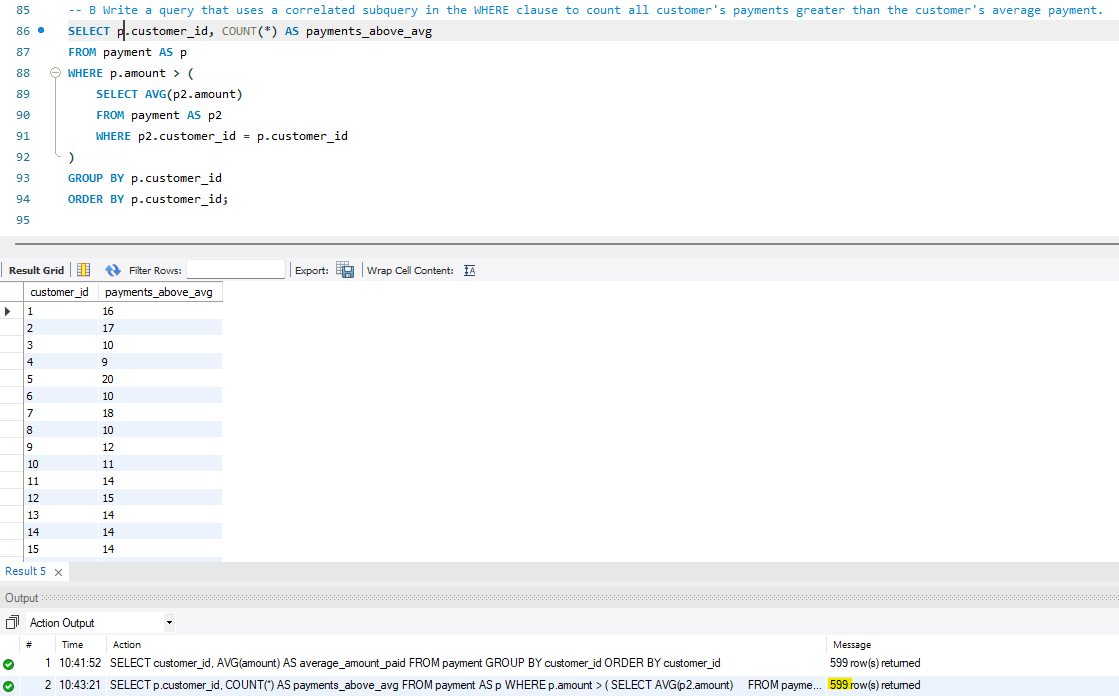 85 -- B Write a query that uses a correlated subquery in the WHERE clause to count all customer's payments greater than the customer's average payment.
86 SELECT p.customer_id, COUNT(*) AS payments_above_avg
87 FROM payment AS p
88 WHERE p.amount > (
89 SELECT AVG(p2.amount)
90 FROM payment AS p2
91 WHERE p2.customer_id = p.customer_id
92 )
93 GROUP BY p.customer_id
94 ORDER BY p.customer_id;
95
Result Grid Filter Rows: Export: Wrap Cell Content:
customer_id payments_above_avg
1 16
2 17
3 10
4 9
5 20
6 10
7 18
8 10
9 12
10 11
11 14
12 15
13 14
14 14
15 14
Result 5
Output
Action Output
# Time Action Message
1 10:41:52 SELECT customer_id, AVG(amount) AS average_amount_paid FROM payment GROUP BY customer_id ORDER BY customer_id 599 row(s) returned
2 10:43:21 SELECT p.customer_id, COUNT(*) AS payments_above_avg FROM payment AS p WHERE p.amount > ( SELECT AVG(p2.amount) FROM payme... 599 row(s) returned